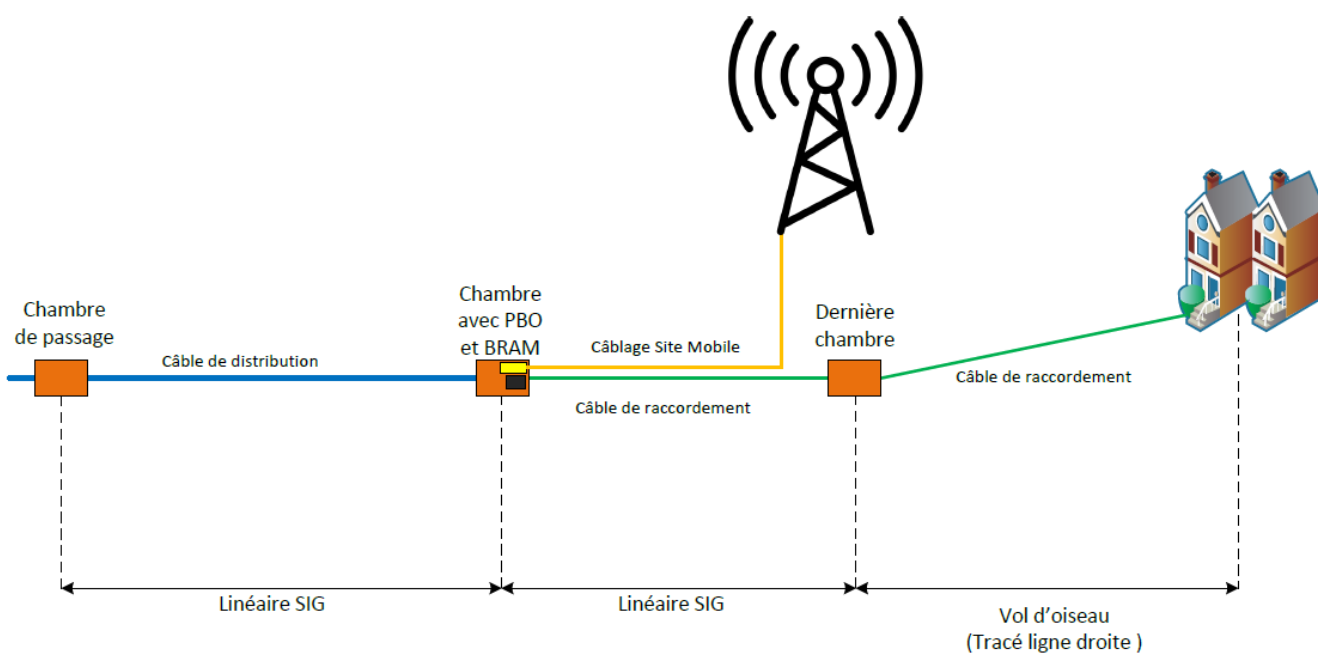 Chambre
de passage
Câble de distribution
Chambre
avec PBO
et BRAM
Câblage Site Mobile
Câble de raccordement
Dernière
chambre
Câble de raccordement
Linéaire SIG
Linéaire SIG
Vol d’oiseau
(Tracé ligne droite )